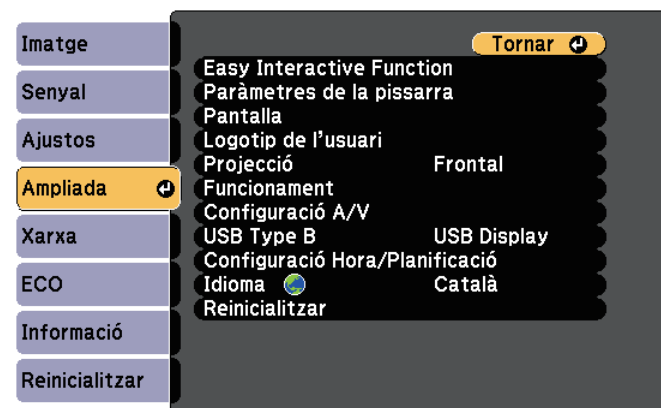 Imatge
Senyal
Ajustos
Ampliada
Xarxa
ECO
Informació
Reinicialitzar
Tornar
Easy Interactive Function
Paràmetres de la pissarra
Pantalla
Logotip de l'usuari
Projecció Frontal
Funcionament
Configuració A/V
USB Type B USB Display
Configuració Hora/Planificació
Idioma Català
Reinicialitzar